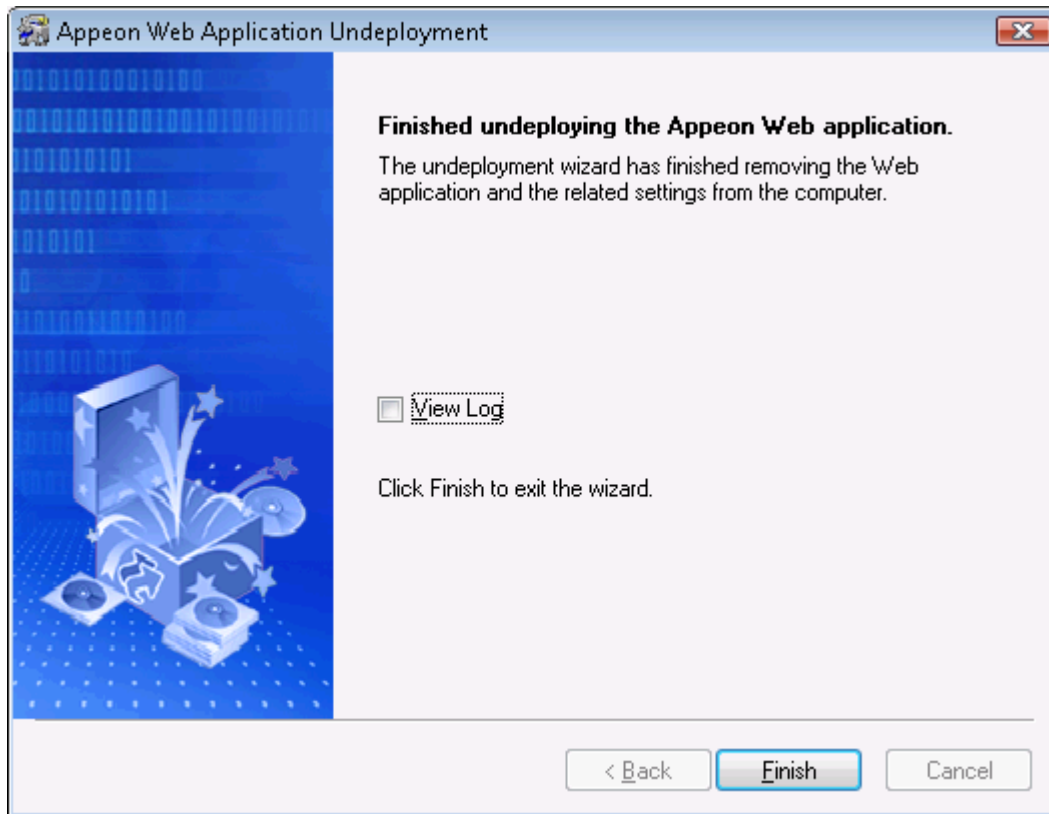 Appeon Web Application Undeployment
Finished undeploying the Appeon Web application.
The undeployment wizard has finished removing the Web
application and the related settings from the computer.
View Log
Click Finish to exit the wizard.
< Back
Finish
Cancel